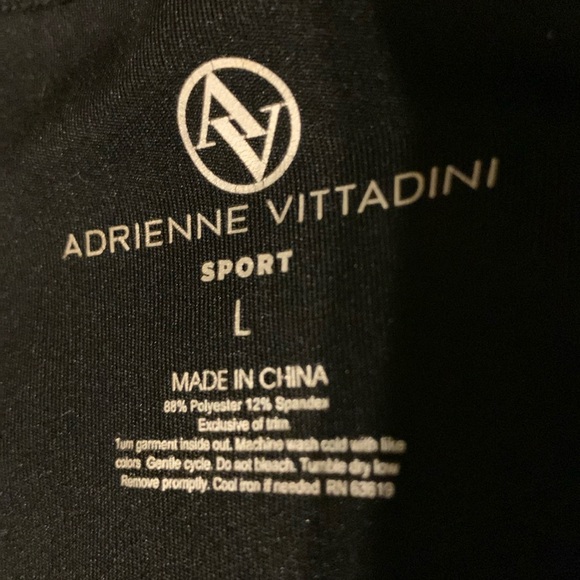 AV
ADRIENNE VITTADINI
SPORT
L
MADE IN CHINA
88% Polyester 12% Spandex
Exclusive of trim
Turn garment inside out. Machine wash cold with like
colors Gentle cycle. Do not bleach. Tumble dry low
Remove promptly. Cool iron if needed RN